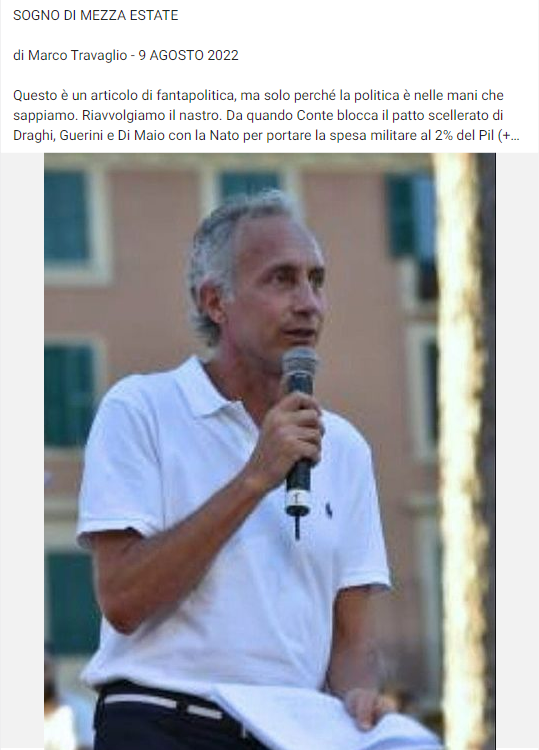 SOGNO DI MEZZA ESTATE
di Marco Travaglio - 9 AGOSTO 2022
Questo è un articolo di fantapolitica, ma solo perché la politica è nelle mani che
sappiamo. Riavvolgiamo il nastro. Da quando Conte blocca il patto scellerato di
Draghi, Guerini e Di Maio con la Nato per portare la spesa militare al 2% del Pil (+...